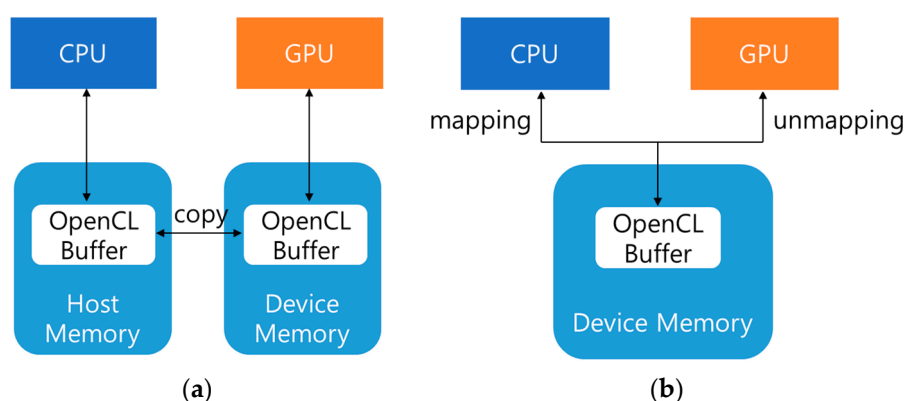 CPU
GPU
mapping
unmapping
CPU
GPU
OpenCL
Buffer
copy
OpenCL
Buffer
Host
Memory
Device
Memory
OpenCL
Buffer
Device Memory
(a)
(b)